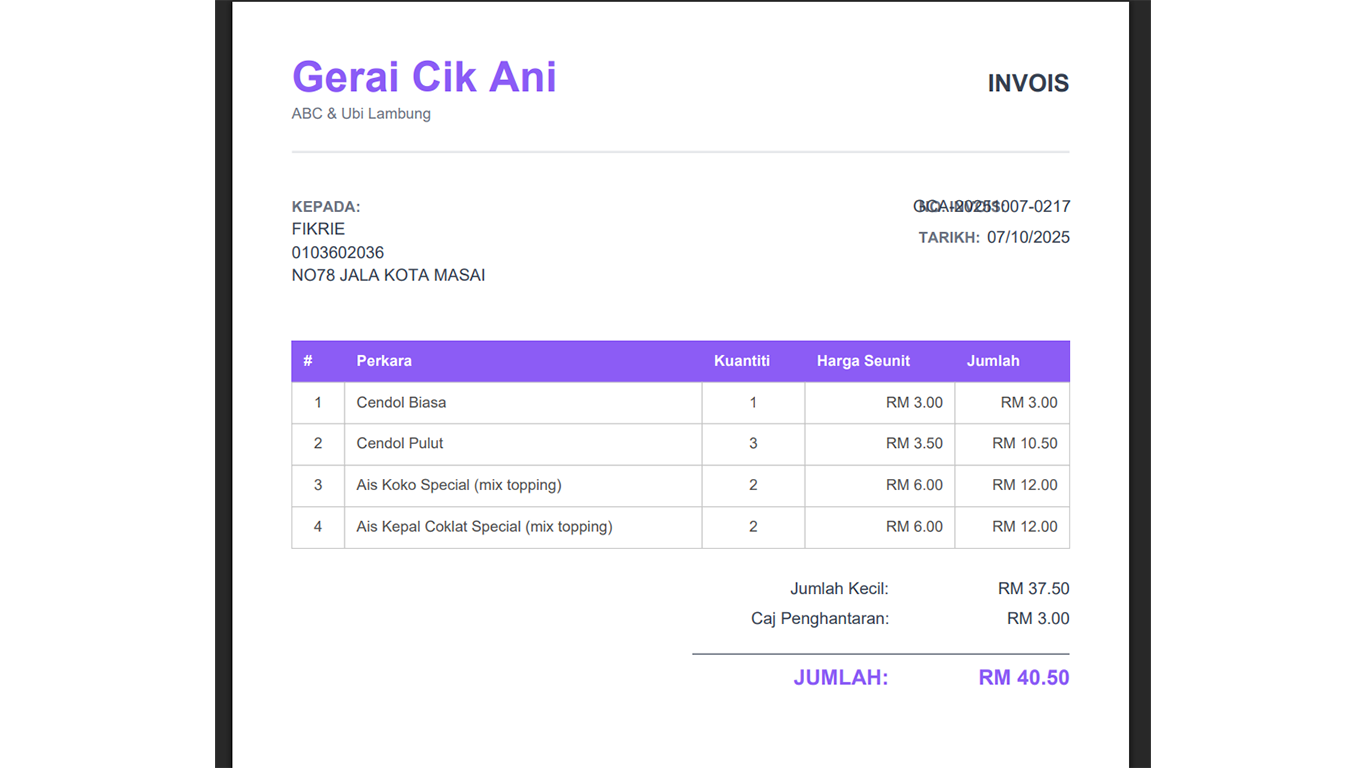 Gerai Cik Ani
INVOIS
ABC & Ubi Lambung
KEPADA:
FIKRIE
0103602036
NO78 JALA KOTA MASAI
NO. INVOIS: GCA-20251007-0217
TARIKH: 07/10/2025
# Perkara Kuantiti Harga Seunit Jumlah
1 Cendol Biasa 1 RM 3.00 RM 3.00
2 Cendol Pulut 3 RM 3.50 RM 10.50
3 Ais Koko Special (mix topping) 2 RM 6.00 RM 12.00
4 Ais Kepal Coklat Special (mix topping) 2 RM 6.00 RM 12.00
Jumlah Kecil: RM 37.50
Caj Penghantaran: RM 3.00
JUMLAH: RM 40.50